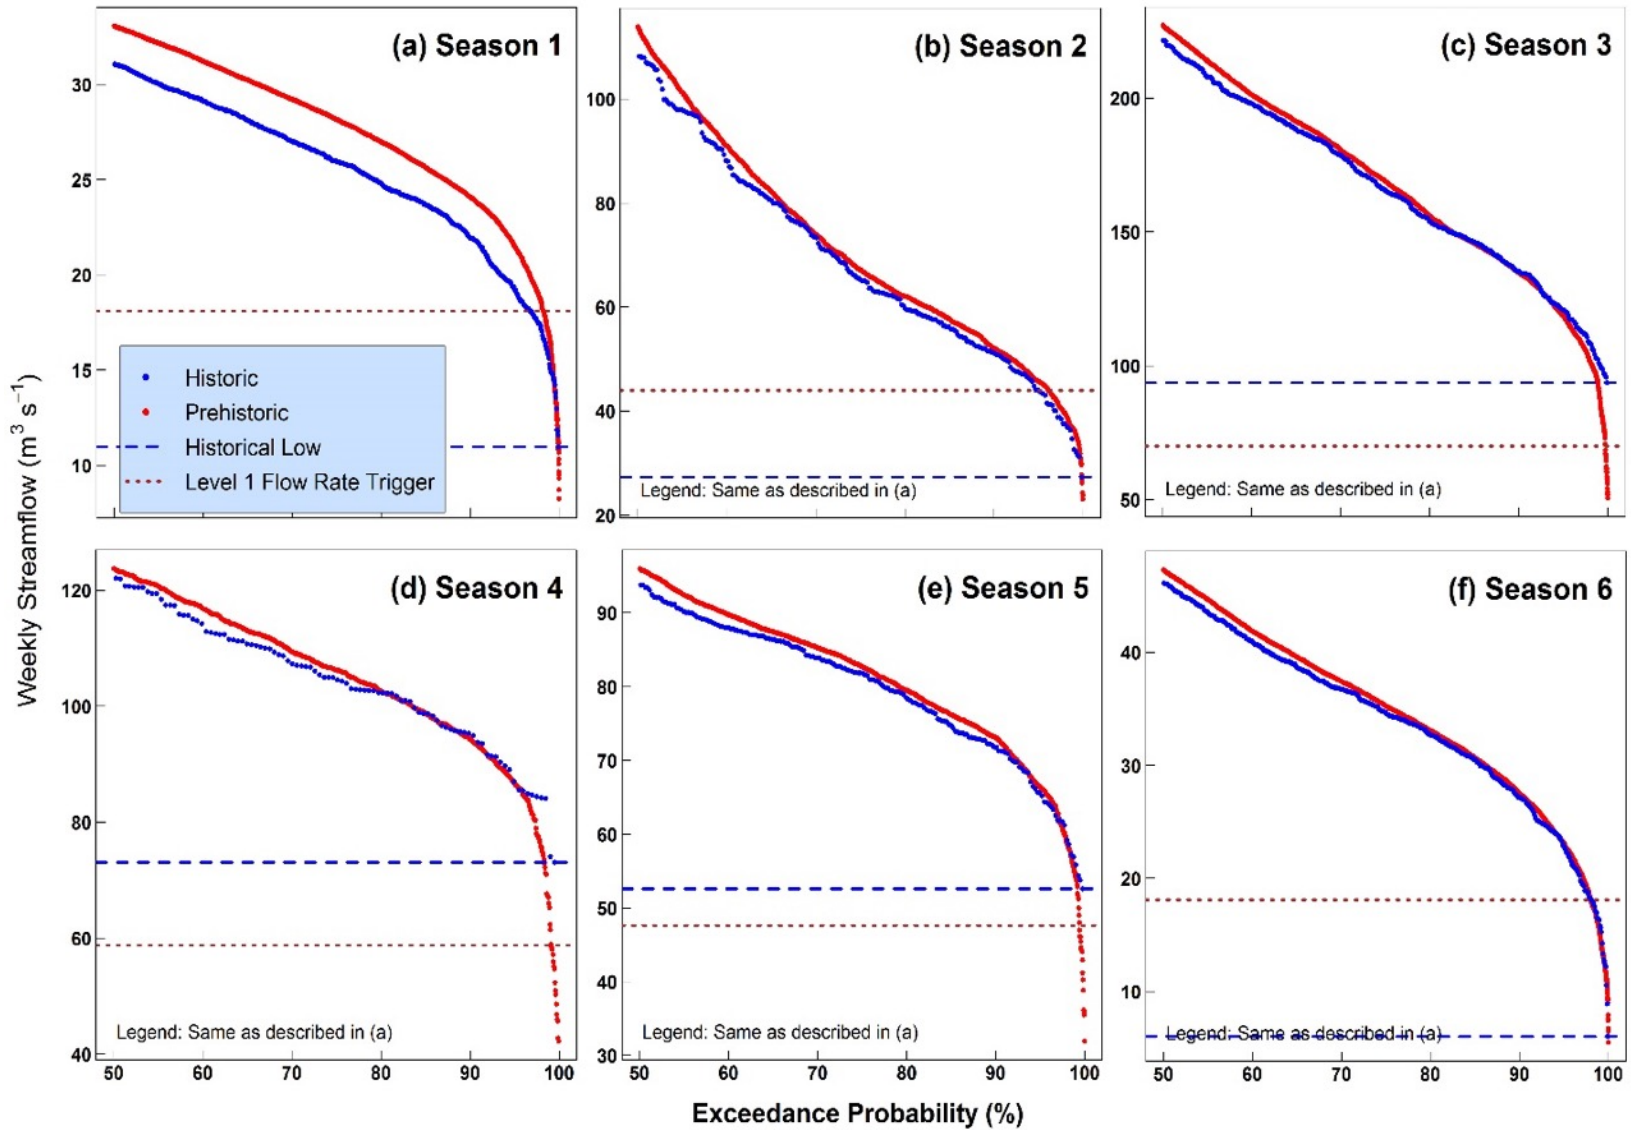 (a) Season 1
30
25
20
15
10
Historic
Prehistoric
Historical Low
Level 1 Flow Rate Trigger
(b) Season 2
100
80
60
40
20
Legend: Same as described in (a)
(c) Season 3
200
150
100
50
Legend: Same as described in (a)
Weekly Streamflow (m³ s⁻¹)
(d) Season 4
120
100
80
60
40
Legend: Same as described in (a)
50 60 70 80 90 100
(e) Season 5
90
80
70
60
50
40
30
Legend: Same as described in (a)
50 60 70 80 90 100
(f) Season 6
40
30
20
10
Legend: Same as described in (a)
50 60 70 80 90 100
Exceedance Probability (%)